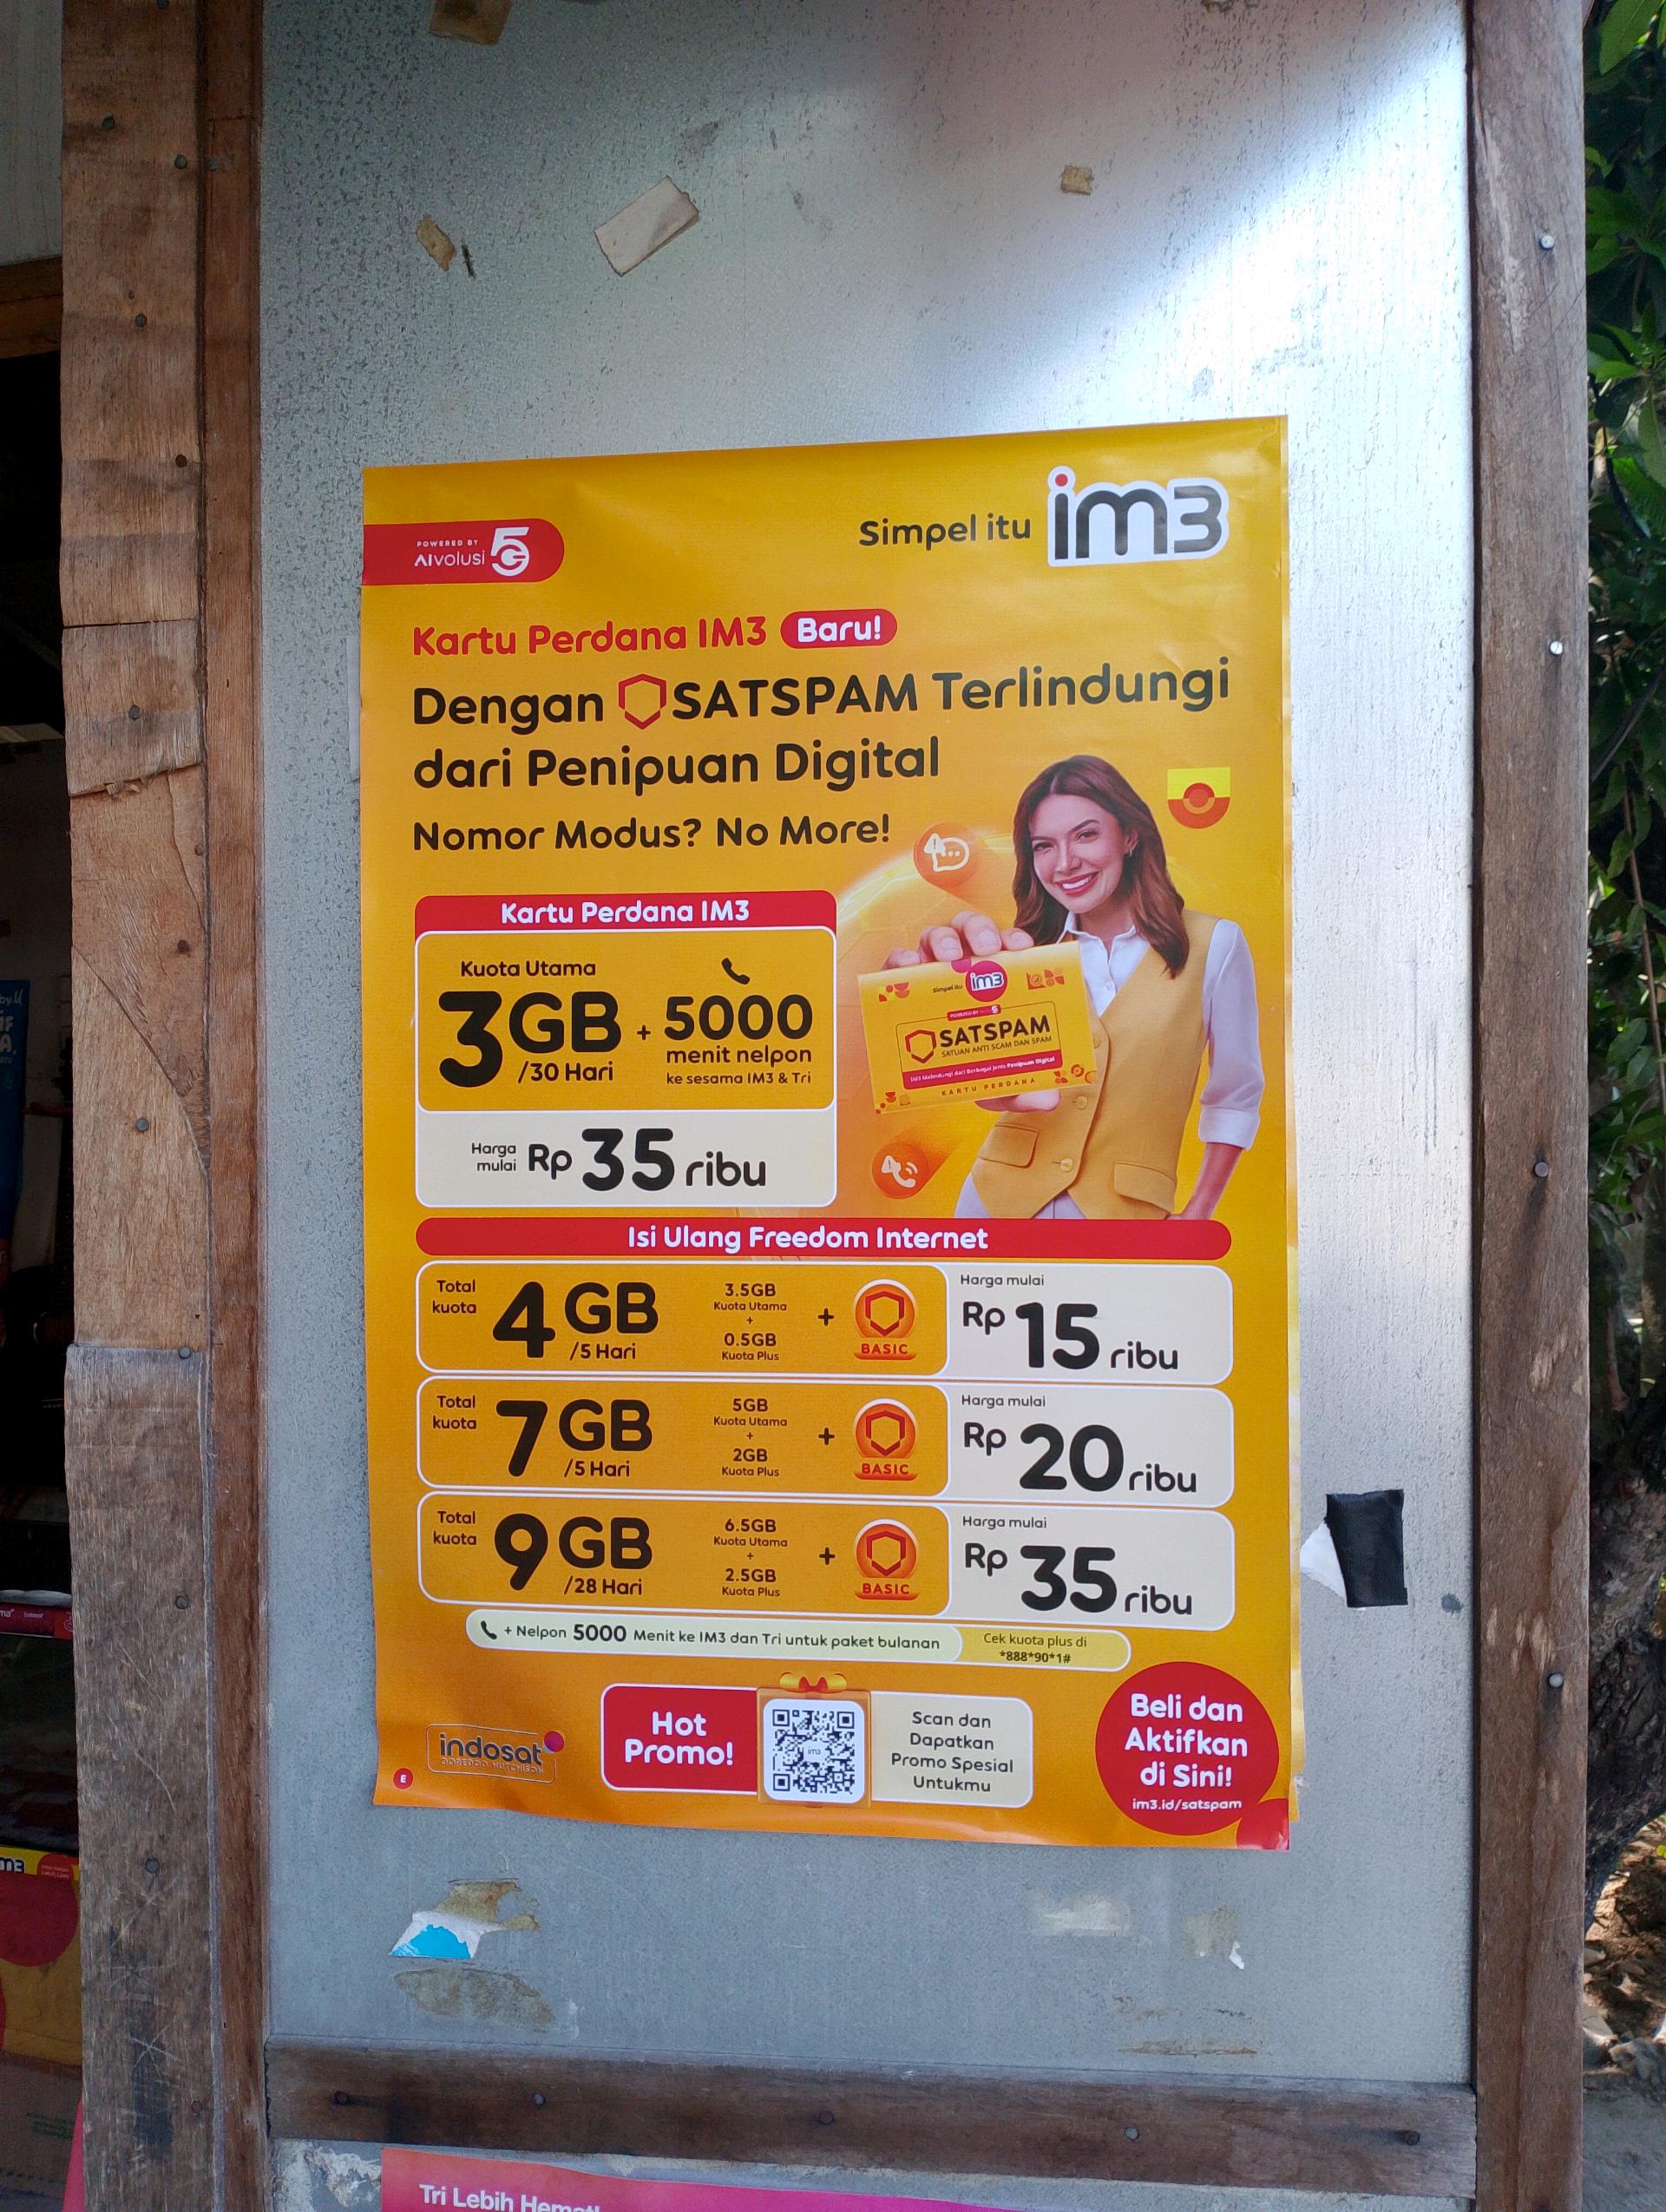 POWERED BY
AIvolusi 5G
Simpel itu im3
Kartu Perdana IM3 Baru!
Dengan SATSPAM Terlindungi
dari Penipuan Digital
Nomor Modus? No More!
Kartu Perdana IM3
Kuota Utama
3GB + 5000
/30 Hari
menit nelpon
ke sesama IM3 & Tri
Harga mulai Rp 35 ribu
Simpel itu im3
SATSPAM
SATUAN ANTI SCAM DAN SPAM
KARTU PERDANA
Isi Ulang Freedom Internet
Total kuota
4GB
/5 Hari
3.5GB
Kuota Utama
+
0.5GB
Kuota Plus
+
BASIC
Harga mulai
Rp 15 ribu
Total kuota
7GB
/5 Hari
5GB
Kuota Utama
+
2GB
Kuota Plus
+
BASIC
Harga mulai
Rp 20 ribu
Total kuota
9GB
/28 Hari
6.5GB
Kuota Utama
+
2.5GB
Kuota Plus
+
BASIC
Harga mulai
Rp 35 ribu
+ Nelpon 5000 Menit ke IM3 dan Tri untuk paket bulanan
Cek kuota plus di
*888*90*1#
indosat
OOREDOO HUTCHISON
E
Hot
Promo!
im3
Scan dan
Dapatkan
Promo Spesial
Untukmu
Beli dan
Aktifkan
di Sini!
im3.id/satspam
Tri Lebih Hemat!